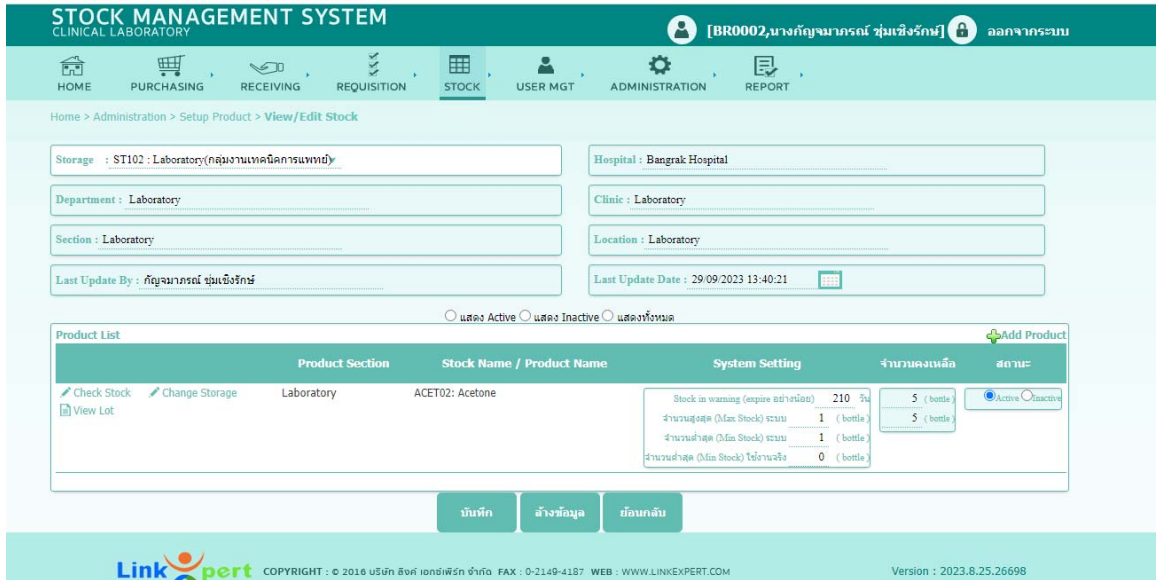 STOCK MANAGEMENT SYSTEM
CLINICAL LABORATORY
[BR0002,นางกัญจมาภรณ์ ชุ่มเชิงรักษ์] ออกจากระบบ
HOME PURCHASING RECEIVING REQUISITION STOCK USER MGT ADMINISTRATION REPORT
Home > Administration > Setup Product > View/Edit Stock
Storage : ST102 : Laboratory(กลุ่มงานเทคนิคการแพทย์) Hospital : Bangrak Hospital
Department : Laboratory Clinic : Laboratory
Section : Laboratory Location : Laboratory
Last Update By : กัญจมาภรณ์ ชุ่มเชิงรักษ์ Last Update Date : 29/09/2023 13:40:21
แสดง Active แสดง Inactive แสดงทั้งหมด
Product List Add Product
Product Section Stock Name / Product Name System Setting จำนวนคงเหลือ สถานะ
Check Stock Change Storage Laboratory ACET02: Acetone Stock in warning (expire อย่างน้อย) 210 วัน 5 ( bottle ) Active Inactive
View Lot จำนวนสูงสุด (Max Stock) ระบบ 1 ( bottle ) 5 ( bottle )
จำนวนต่ำสุด (Min Stock) ระบบ 1 ( bottle )
จำนวนต่ำสุด (Min Stock) ใช้งานจริง 0 ( bottle )
บันทึก ล้างข้อมูล ย้อนกลับ
Link pert COPYRIGHT : © 2016 บริษัท ลิงค์ เอกซ์เพิร์ท จำกัด FAX : 0-2149-4187 WEB : WWW.LINKEXPERT.COM Version : 2023.8.25.26698